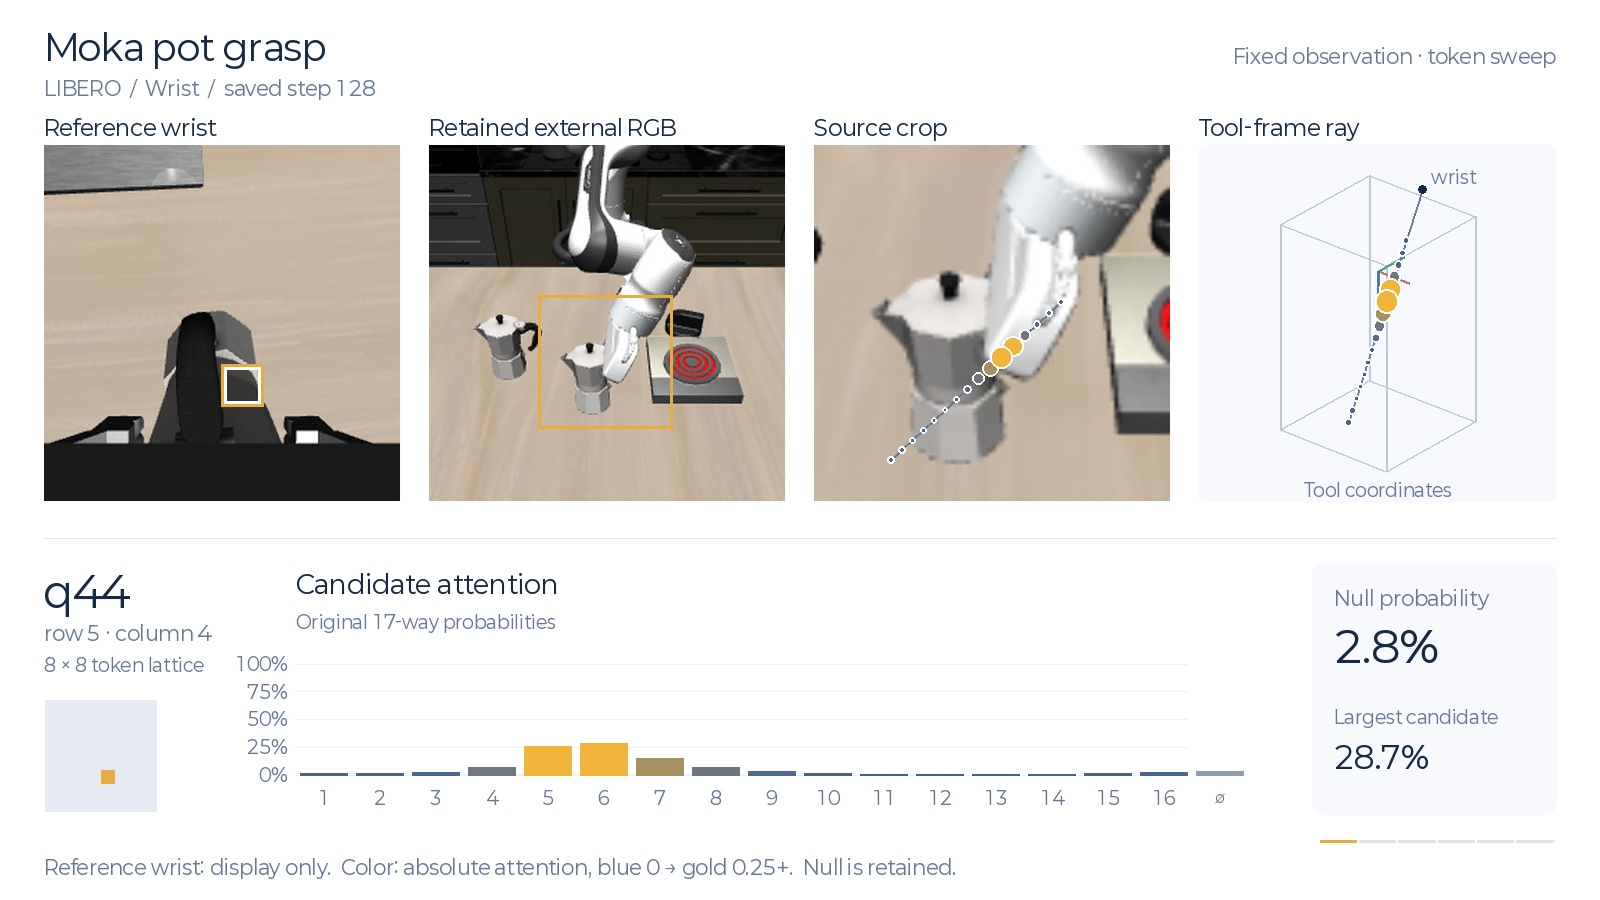 Moka pot grasp
LIBERO / Wrist / saved step 128
Fixed observation · token sweep
Reference wrist
Retained external RGB
Source crop
Tool-frame ray
wrist
Tool coordinates
q44
row 5 · column 4
8 × 8 token lattice
Candidate attention
Original 17-way probabilities
100%
75%
50%
25%
0%
1 2 3 4 5 6 7 8 9 10 11 12 13 14 15 16 ø
Null probability
2.8%
Largest candidate
28.7%
Reference wrist: display only. Color: absolute attention, blue 0 → gold 0.25+. Null is retained.